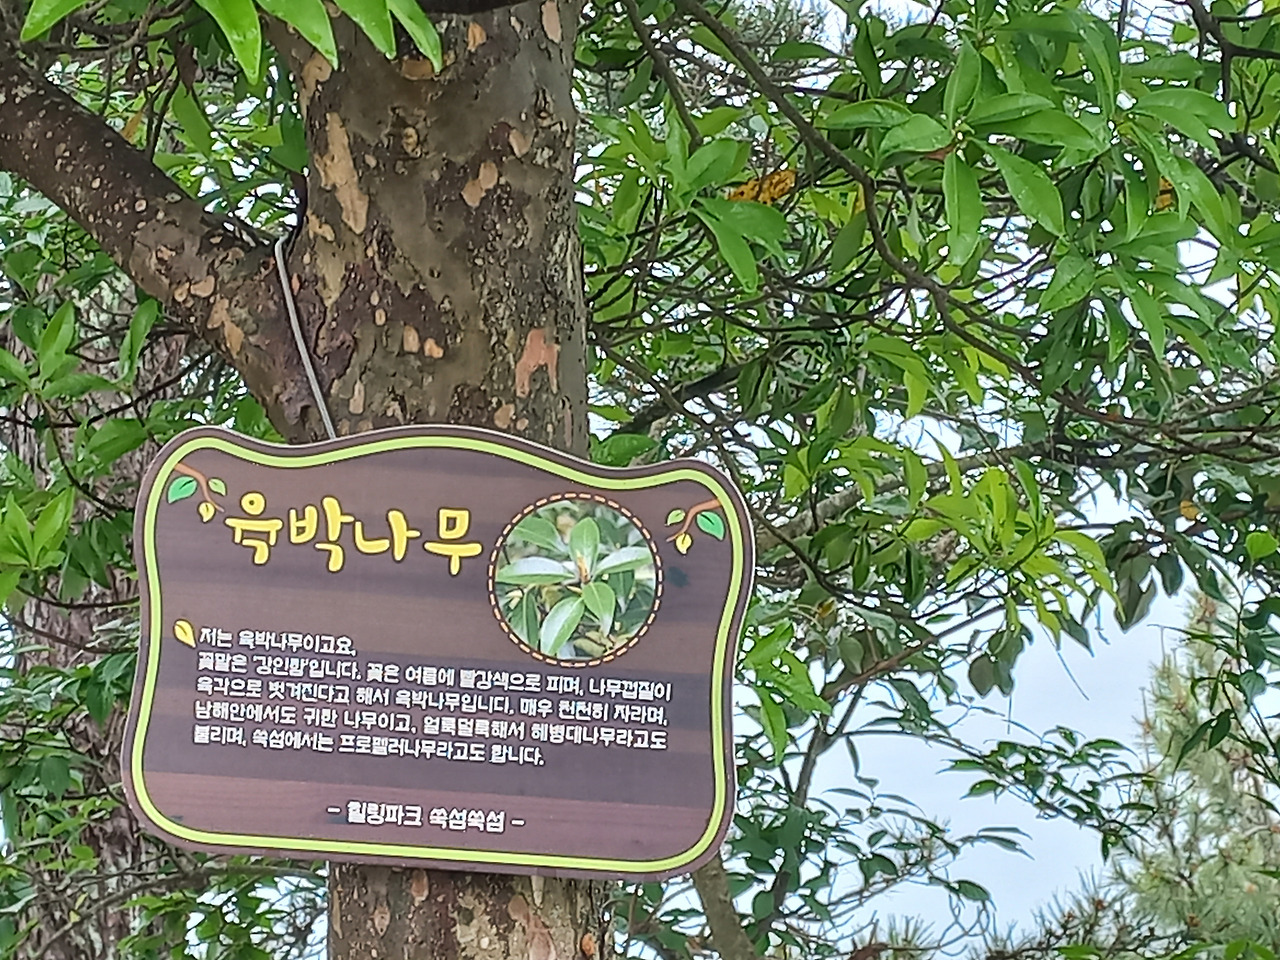 육박나무
저는 육박나무이고요.
꽃말은 '강인함'입니다. 꽃은 여름에 빨강색으로 피며, 나무껍질이
육각으로 벗겨진다고 해서 육박나무입니다. 매우 천천히 자라며,
남해안에서도 귀한 나무이고, 얼룩덜룩해서 해병대나무라고도
불리며, 쑥섬에서는 프로펠러나무라고도 합니다.
- 힐링파크 쑥섬쑥섬 -